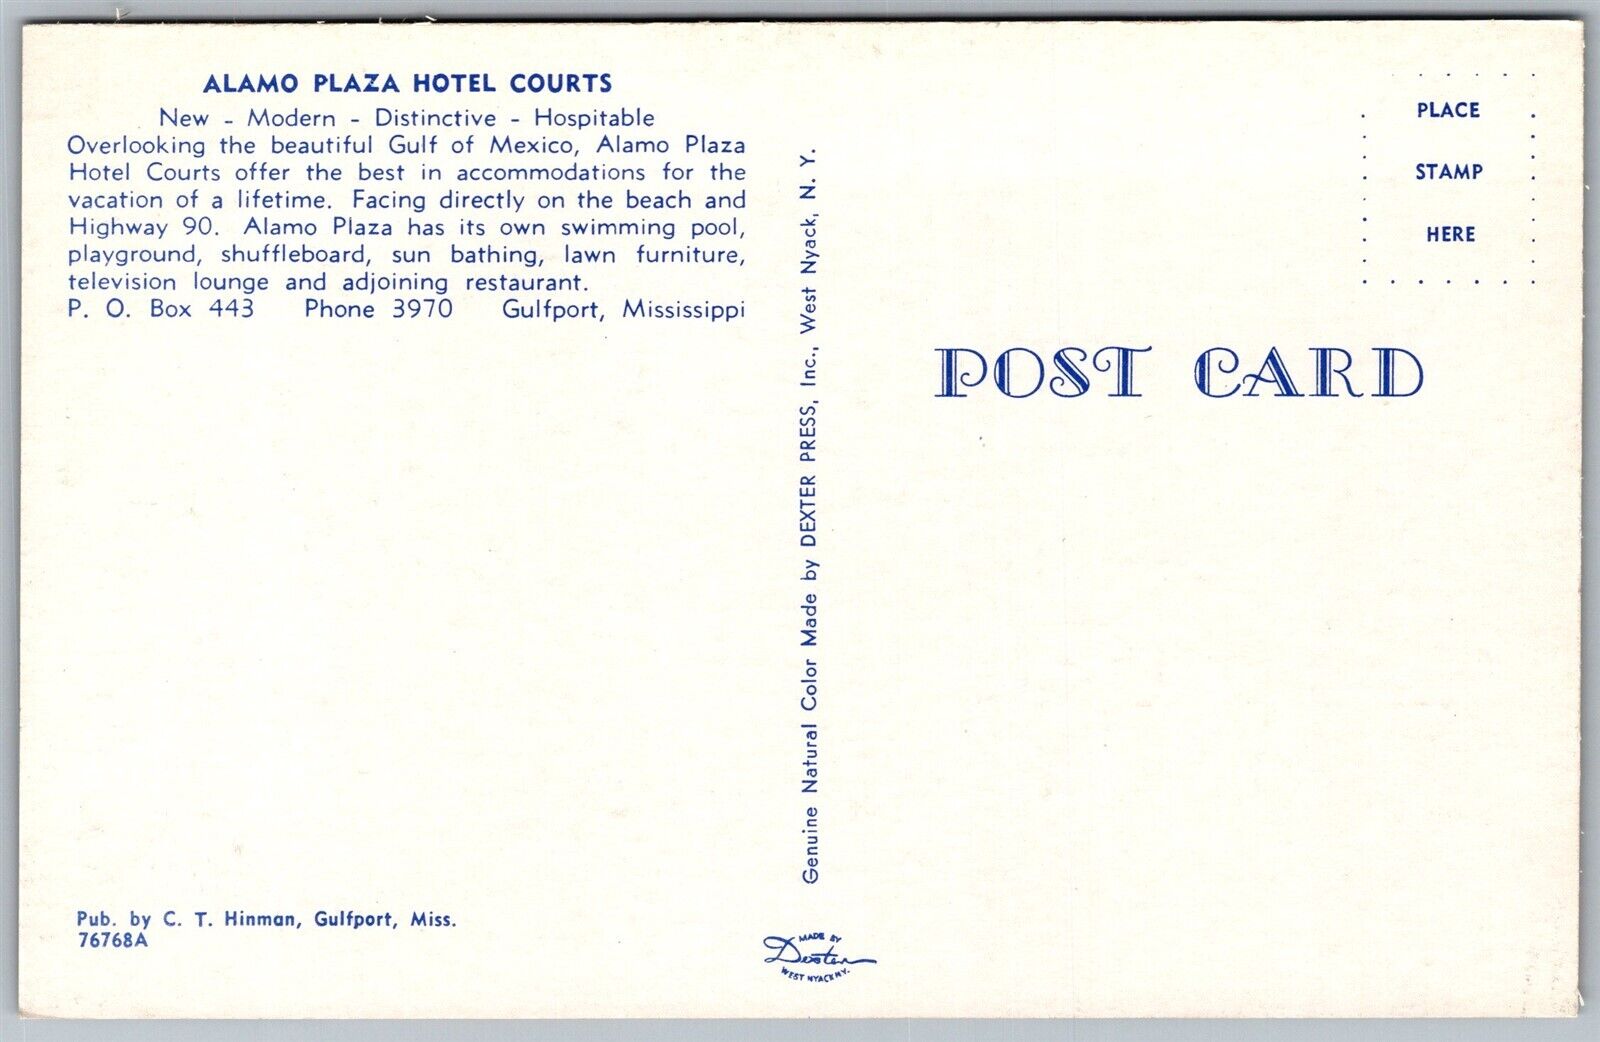 ALAMO PLAZA HOTEL COURTS
New - Modern - Distinctive - Hospitable
Overlooking the beautiful Gulf of Mexico, Alamo Plaza
Hotel Courts offer the best in accommodations for the
vacation of a lifetime. Facing directly on the beach and
Highway 90. Alamo Plaza has its own swimming pool,
playground, shuffleboard, sun bathing, lawn furniture,
television lounge and adjoining restaurant.
P. O. Box 443 Phone 3970 Gulfport, Mississippi
Pub. by C. T. Hinman, Gulfport, Miss.
76768A
Genuine Natural Color Made by DEXTER PRESS, Inc., West Nyack, N. Y.
MADE BY
Dexter
WEST NYACK N.Y.
PLACE
STAMP
HERE
POST CARD